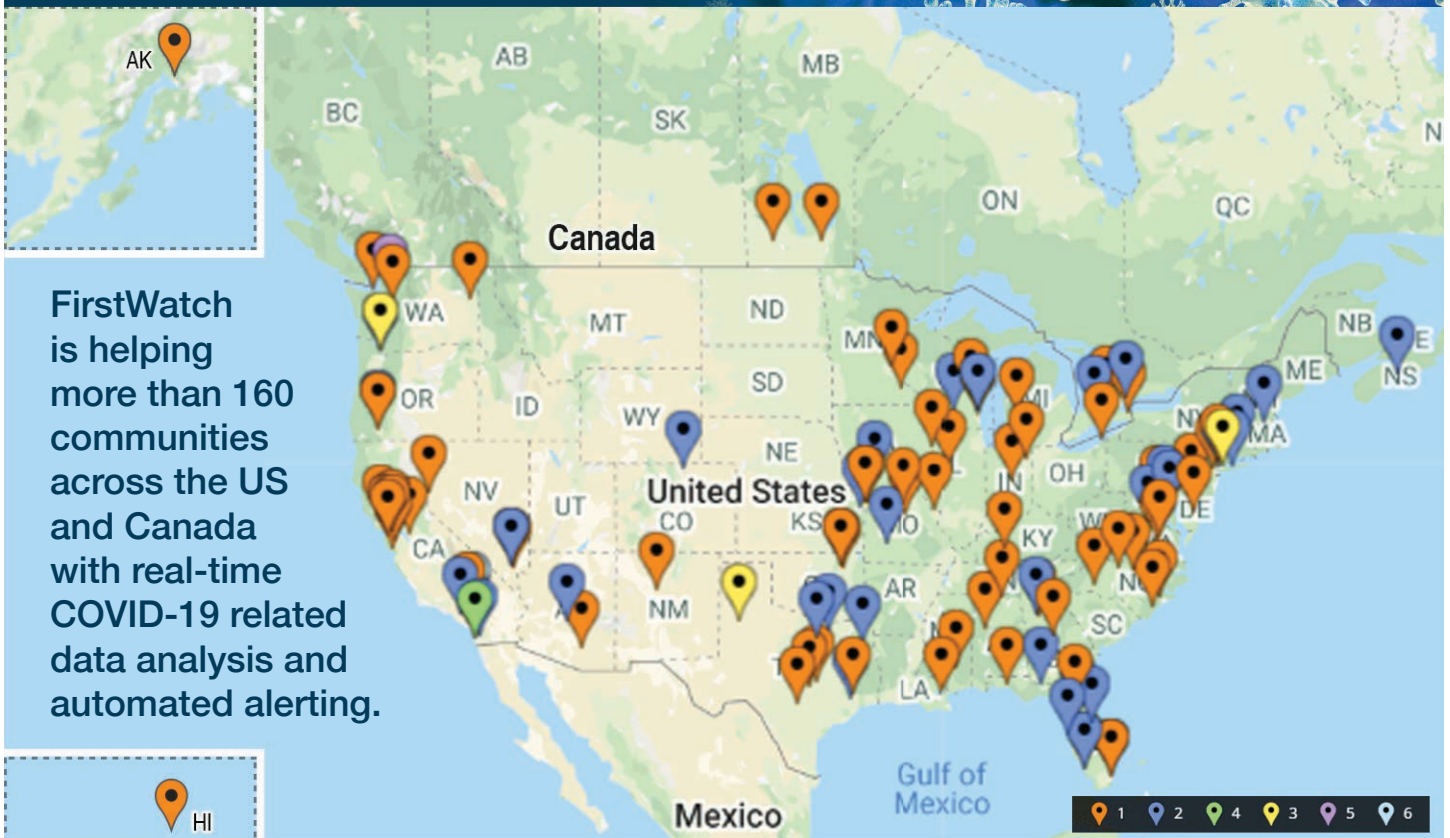 AK
AB
MB
BC
SK
N
ON
QC
Canada
FirstWatch
is helping
more than 160
communities
across the US
and Canada
with real-time
COVID-19 related
data analysis and
automated alerting.
WA
MT
ND
MN
NB
E
ME
NS
OR
ID
SD
WY
MI
NY
MA
NE
IN
OH
NV
UT
United States
CO
KS
MO
DE
CA
KY
NM
AR
NC
SC
LA
Gulf of
Mexico
Mexico
HI
1 2 4 3 5 6